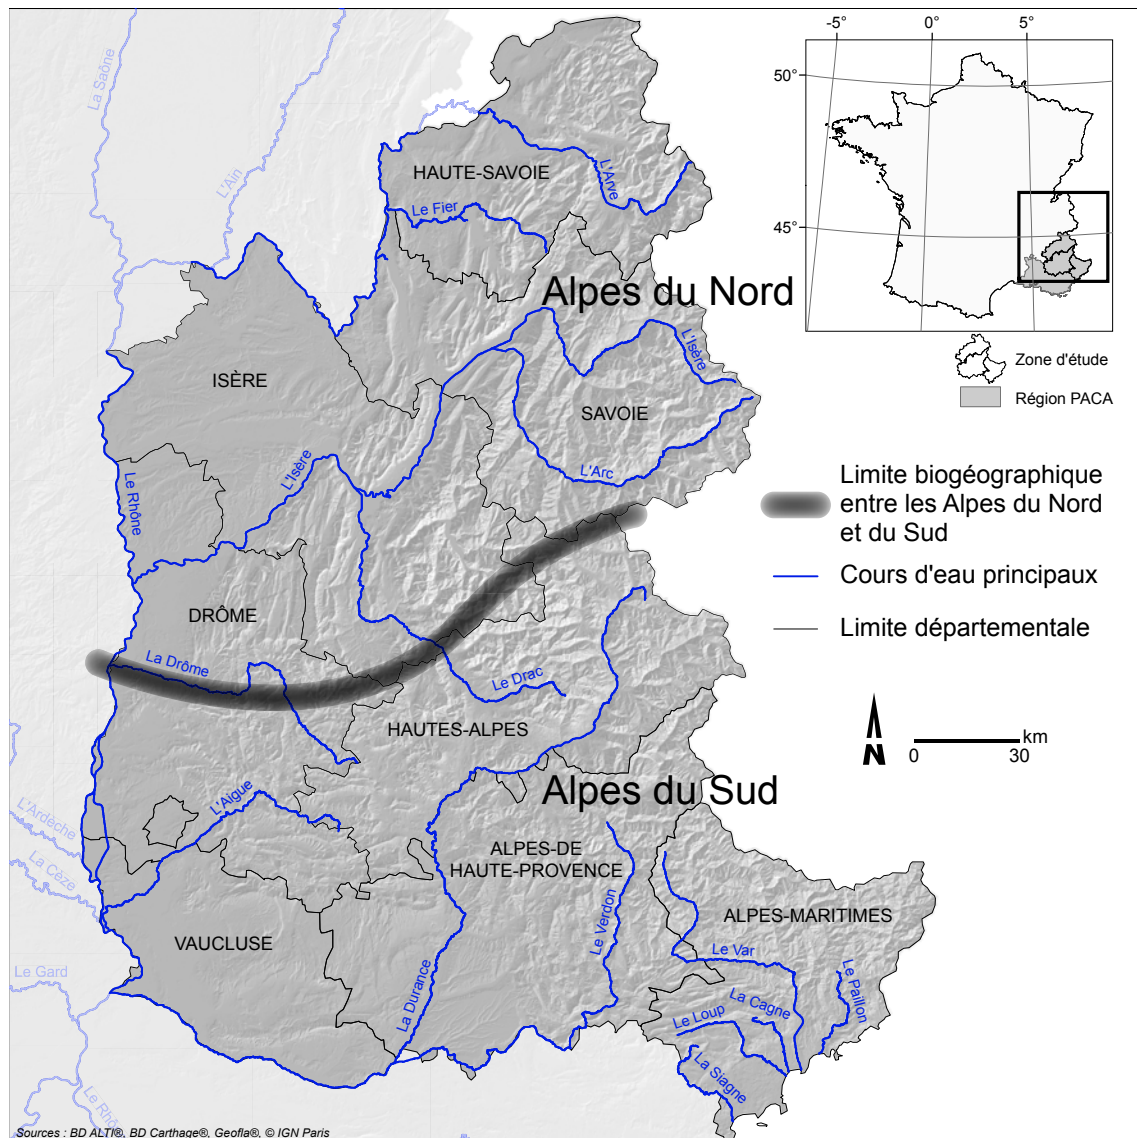 -5°
0°
5°
50°
45°
La Saône
L'Ain
HAUTE-SAVOIE
L'Arve
Le Fier
Alpes du Nord
ISÈRE
L'Isère
SAVOIE
L'Isère
L'Arc
Le Rhône
DRÔME
La Drôme
Le Drac
HAUTES-ALPES
Alpes du Sud
L'Aigue
L'Ardèche
La Cèze
ALPES-DE
HAUTE-PROVENCE
Le Verdon
ALPES-MARITIMES
VAUCLUSE
Le Var
Le Gard
La Durance
La Cagne
Le Paillon
Le Loup
La Siagne
Le Rhô
Zone d'étude
Région PACA
Limite biogéographique
entre les Alpes du Nord
et du Sud
Cours d'eau principaux
Limite départementale
N
km
0 30
Sources : BD ALTI®, BD Carthage®, Geofla®, © IGN Paris